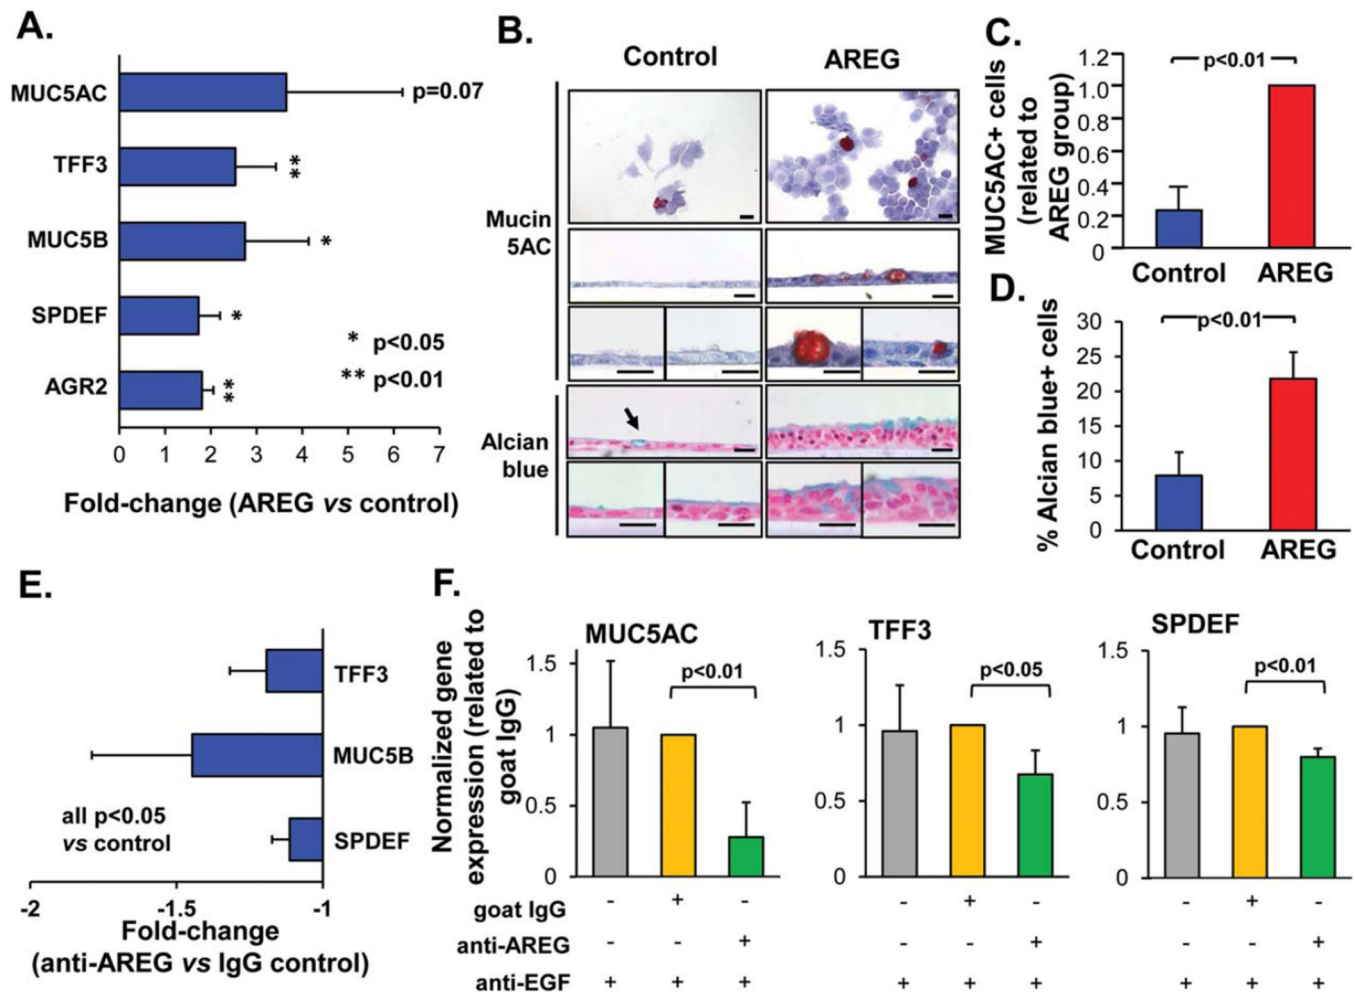 A.
MUC5AC
p=0.07
TFF3
**
MUC5B
*
SPDEF
*
* p<0.05
AGR2
**
** p<0.01
0 1 2 3 4 5 6 7
Fold-change (AREG vs control)
B.
Control AREG
Mucin
5AC
Alcian
blue
C.
MUC5AC+ cells
(related to
AREG group)
1.2
1.0
0.8
0.6
0.4
0.2
0
p<0.01
Control AREG
D.
% Alcian blue+ cells
30
25
20
15
10
5
0
p<0.01
Control AREG
E.
TFF3
MUC5B
SPDEF
all p<0.05
vs control
-2 -1.5 -1
Fold-change
(anti-AREG vs IgG control)
F.
Normalized gene
expression (related to
goat IgG)
MUC5AC
1.5
1
0.5
0
p<0.01
TFF3
1.5
1
0.5
0
p<0.05
SPDEF
1.5
1
0.5
0
p<0.01
goat IgG - + - - + - - + -
anti-AREG - - + - - + - - +
anti-EGF + + + + + + + + +